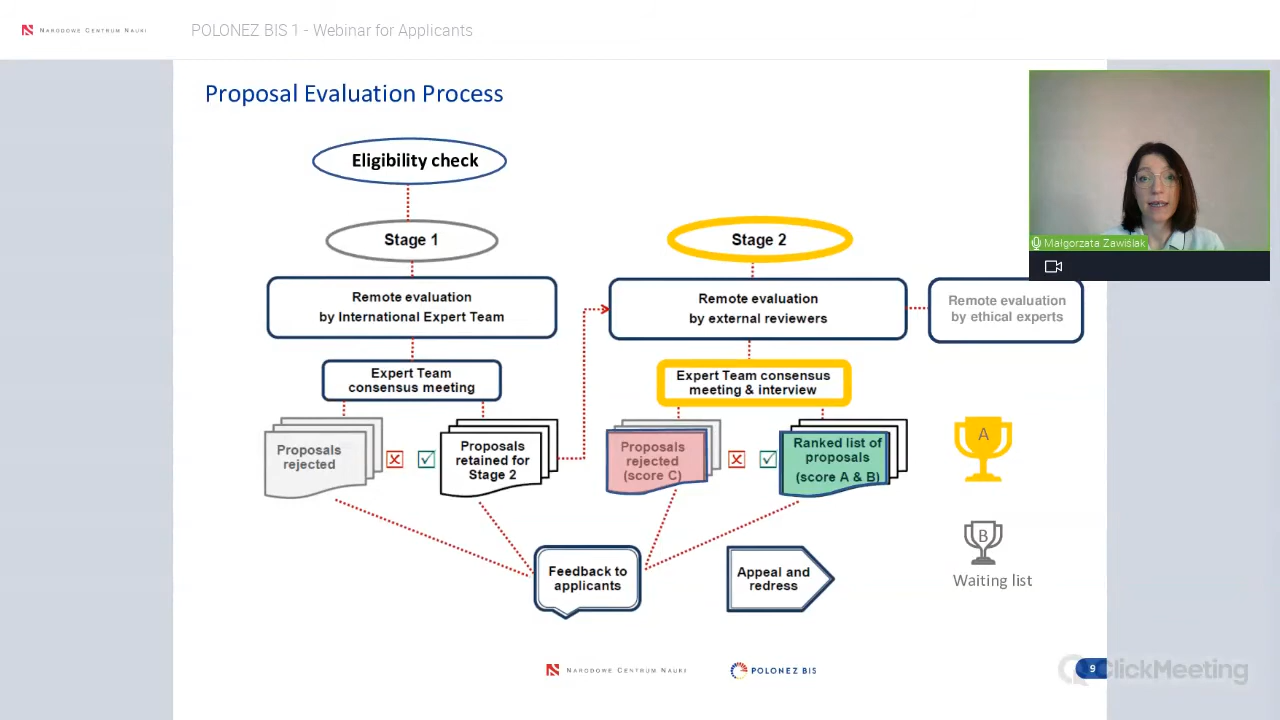 NARODOWE CENTRUM NAUKI
POLONEZ BIS 1 - Webinar for Applicants
Proposal Evaluation Process
Eligibility check
Stage 1
Stage 2
Małgorzata Zawiślak
Remote evaluation
by International Expert Team
Remote evaluation
by external reviewers
Remote evaluation
by ethical experts
Expert Team
consensus meeting
Expert Team consensus
meeting & interview
Proposals
rejected
Proposals
retained for
Stage 2
Proposals
rejected
(score C)
Ranked list of
proposals
(score A & B)
A
B
Waiting list
Feedback to
applicants
Appeal and
redress
NARODOWE CENTRUM NAUKI
POLONEZ BIS
9
ClickMeeting